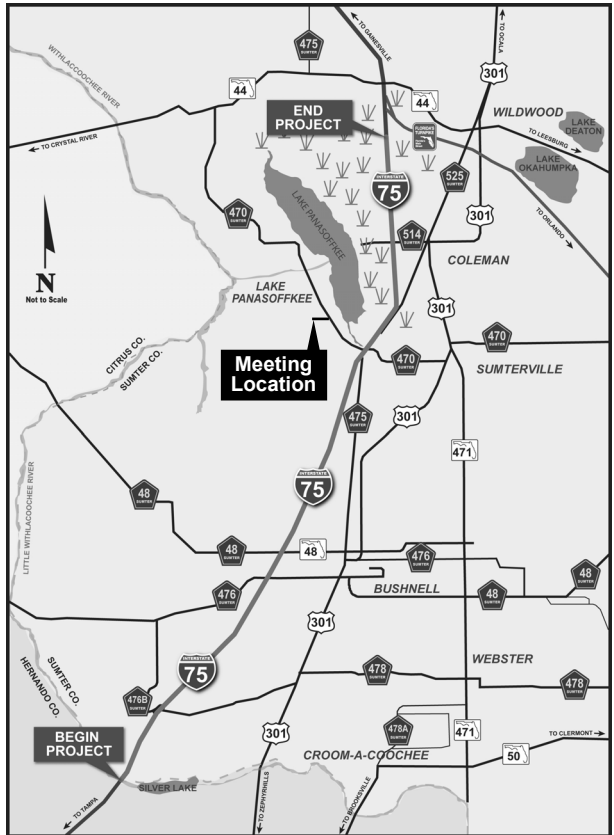 TO GAINESVILLE
TO OCALA
475
SUMTER
301
44
44
END
PROJECT
WILDWOOD
LAKE
DEATON
TO CRYSTAL RIVER
TO LEESBURG
WITHLACOOCHEE RIVER
FLORIDA'S
TURNPIKE
LAKE
OKAHUMPKA
INTERSTATE
75
525
SUMTER
470
SUMTER
LAKE PANASOFFKEE
301
TO ORLANDO
514
SUMTER
N
Not to Scale
COLEMAN
LAKE
PANASOFFKEE
301
CITRUS CO.
SUMTER CO.
Meeting
Location
470
SUMTER
470
SUMTER
SUMTERVILLE
475
SUMTER
301
471
INTERSTATE
75
LITTLE WITHLACOOCHEE RIVER
48
SUMTER
48
SUMTER
48
476
SUMTER
48
SUMTER
476
SUMTER
BUSHNELL
48
SUMTER
301
SUMTER CO.
HERNANDO CO.
INTERSTATE
75
WEBSTER
478
SUMTER
478
SUMTER
476B
SUMTER
BEGIN
PROJECT
301
478A
SUMTER
471
TO CLERMONT
50
CROOM-A-COOCHEE
SILVER LAKE
TO TAMPA
TO ZEPHYRHILLS
TO BROOKSVILLE